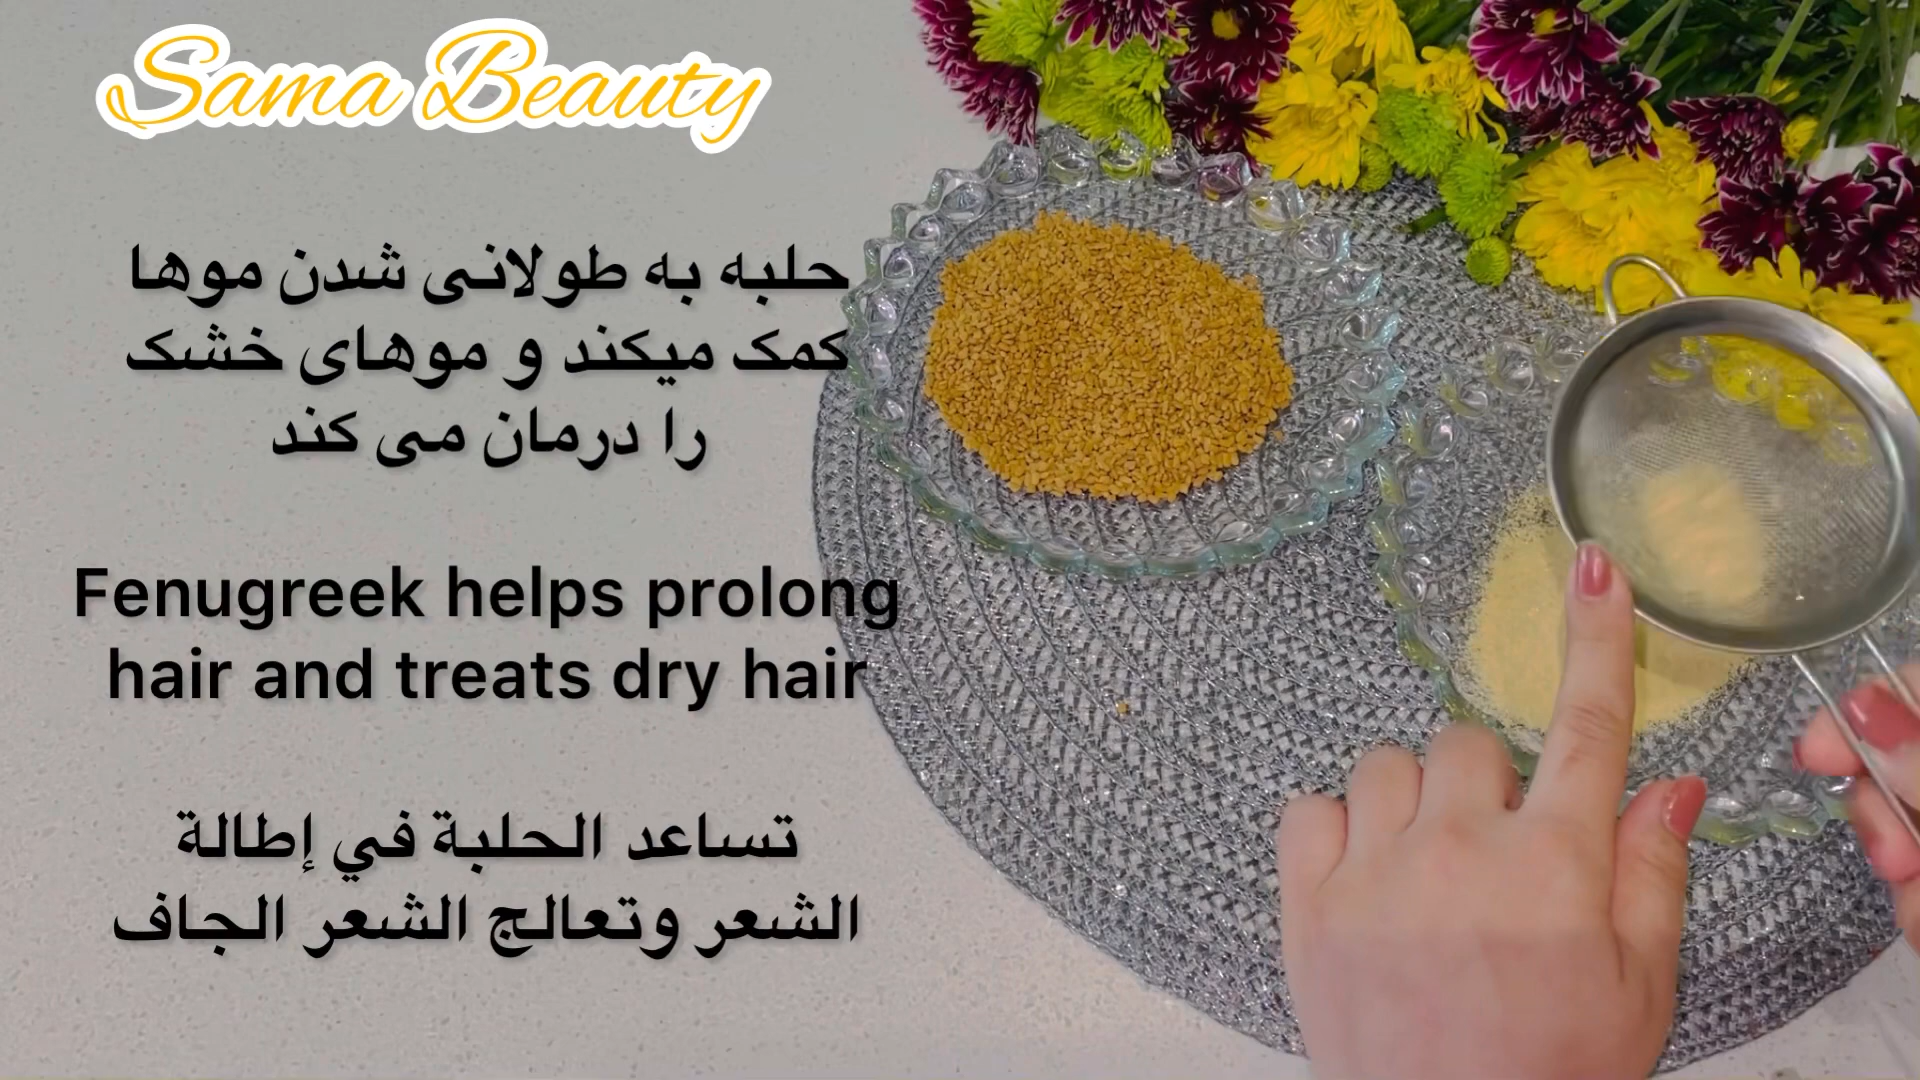 Sama Beauty
حلبه به طولانی شدن موها
کمک میکند و موهای خشک
را درمان می کند
Fenugreek helps prolong
hair and treats dry hair
تساعد الحلبة في إطالة
الشعر وتعالج الشعر الجاف